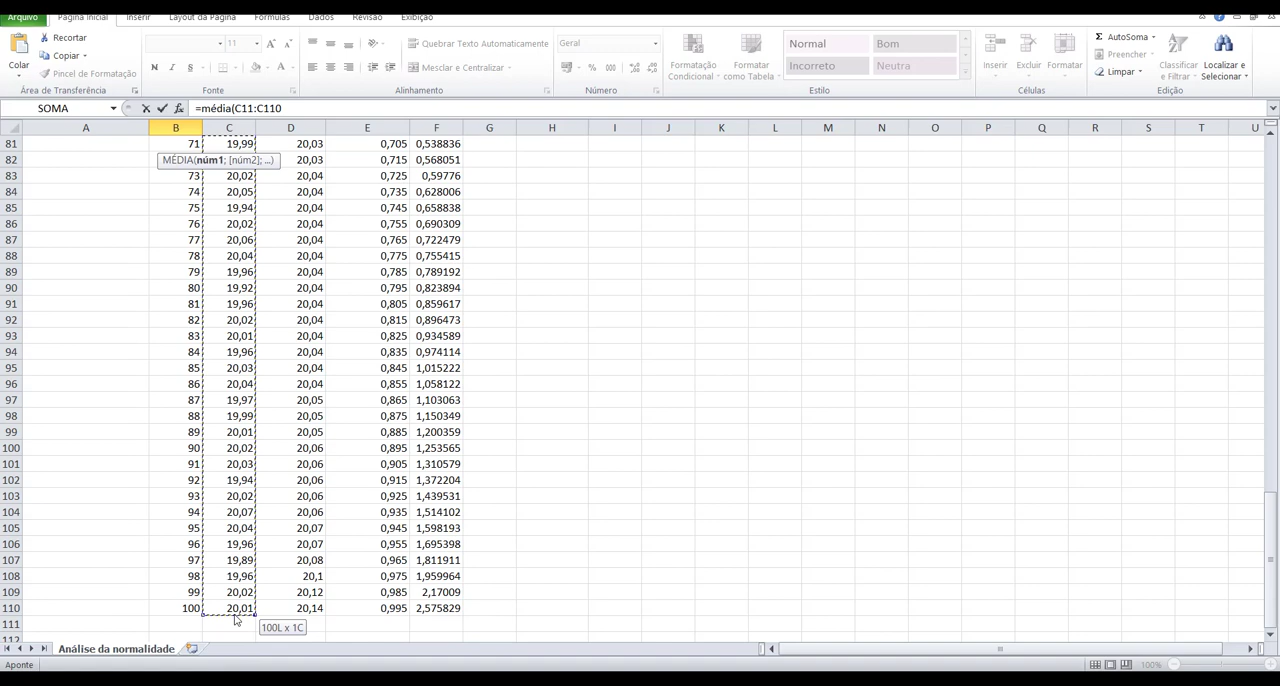 Arquivo Página Inicial Inserir Layout da Página Fórmulas Dados Revisão Exibição
Colar Recortar Copiar Pincel de Formatação
Área de Transferência
11 N I S A A A
Fonte
Quebrar Texto Automaticamente
Mesclar e Centralizar
Alinhamento
Geral
% 000
Número
Formatação Condicional Formatar como Tabela
Normal Bom
Incorreto Neutra
Estilo
Inserir Excluir Formatar
Células
Σ AutoSoma
Preencher
Limpar
Classificar e Filtrar Localizar e Selecionar
Edição
SOMA fx =média(C11:C110
A B C D E F G H I J K L M N O P Q R S T U
81 71 19,99 20,03 0,705 0,538836
82 MÉDIA(núm1; [núm2]; ...) 20,03 0,715 0,568051
83 73 20,02 20,04 0,725 0,59776
84 74 20,05 20,04 0,735 0,628006
85 75 19,94 20,04 0,745 0,658838
86 76 20,02 20,04 0,755 0,690309
87 77 20,06 20,04 0,765 0,722479
88 78 20,04 20,04 0,775 0,755415
89 79 19,96 20,04 0,785 0,789192
90 80 19,92 20,04 0,795 0,823894
91 81 19,96 20,04 0,805 0,859617
92 82 20,02 20,04 0,815 0,896473
93 83 20,01 20,04 0,825 0,934589
94 84 19,96 20,04 0,835 0,974114
95 85 20,03 20,04 0,845 1,015222
96 86 20,04 20,04 0,855 1,058122
97 87 19,97 20,05 0,865 1,103063
98 88 19,99 20,05 0,875 1,150349
99 89 20,01 20,05 0,885 1,200359
100 90 20,02 20,06 0,895 1,253565
101 91 20,03 20,06 0,905 1,310579
102 92 19,94 20,06 0,915 1,372204
103 93 20,02 20,06 0,925 1,439531
104 94 20,07 20,06 0,935 1,514102
105 95 20,04 20,07 0,945 1,598193
106 96 19,96 20,07 0,955 1,695398
107 97 19,89 20,08 0,965 1,811911
108 98 19,96 20,1 0,975 1,959964
109 99 20,02 20,12 0,985 2,17009
110 100 20,01 20,14 0,995 2,575829
111 100L x 1C
112
Análise da normalidade
Aponte 100%